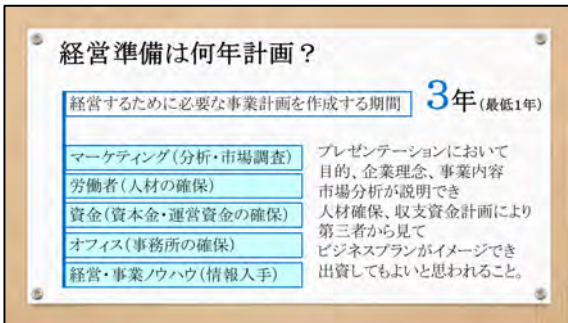 経営準備は何年計画？
経営するために必要な事業計画を作成する期間
3年(最低1年)
マーケティング(分析・市場調査)
労働者(人材の確保)
資金(資本金・運営資金の確保)
オフィス(事務所の確保)
経営・事業ノウハウ(情報入手)
プレゼンテーションにおいて
目的、企業理念、事業内容
市場分析が説明でき
人材確保、収支資金計画により
第三者から見て
ビジネスプランがイメージでき
出資してもよいと思われること。